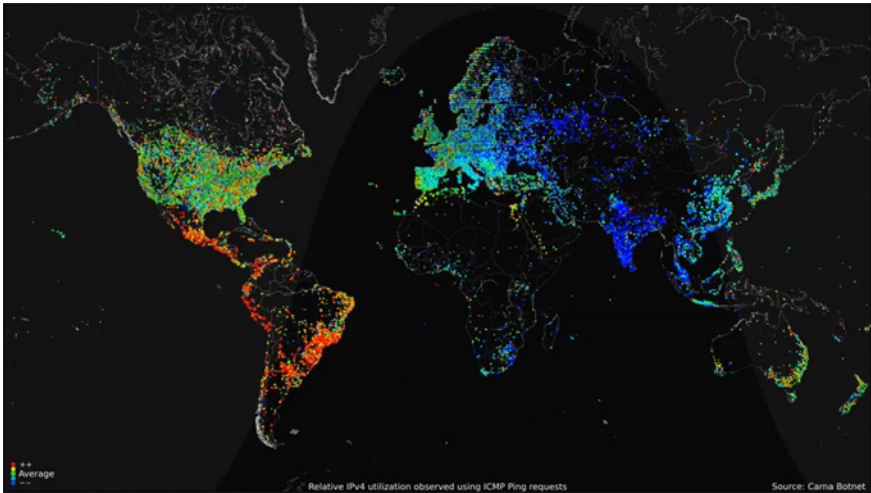 ++
Average
--
Relative IPv4 utilization observed using ICMP Ping requests
Source: Carna Botnet